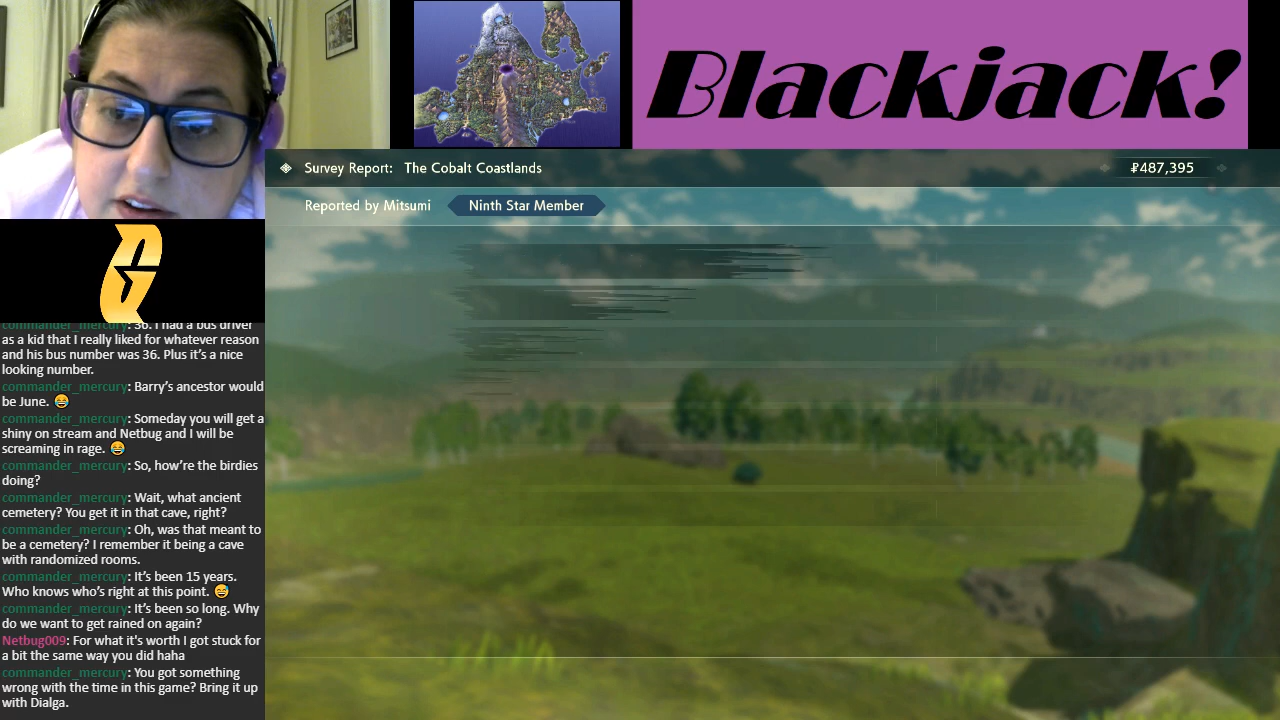 Blackjack!
Survey Report: The Cobalt Coastlands
₽487,395
Reported by Mitsumi
Ninth Star Member
commander_mercury: 36. I had a bus driver
as a kid that I really liked for whatever reason
and his bus number was 36. Plus it's a nice
looking number.
commander_mercury: Barry's ancestor would
be June. 😂
commander_mercury: Someday you will get a
shiny on stream and Netbug and I will be
screaming in rage. 😂
commander_mercury: So, how're the birdies
doing?
commander_mercury: Wait, what ancient
cemetery? You get it in that cave, right?
commander_mercury: Oh, was that meant to
be a cemetery? I remember it being a cave
with randomized rooms.
commander_mercury: It's been 15 years.
Who knows who's right at this point. 😅
commander_mercury: It's been so long. Why
do we want to get rained on again?
Netbug009: For what it's worth I got stuck for
a bit the same way you did haha
commander_mercury: You got something
wrong with the time in this game? Bring it up
with Dialga.